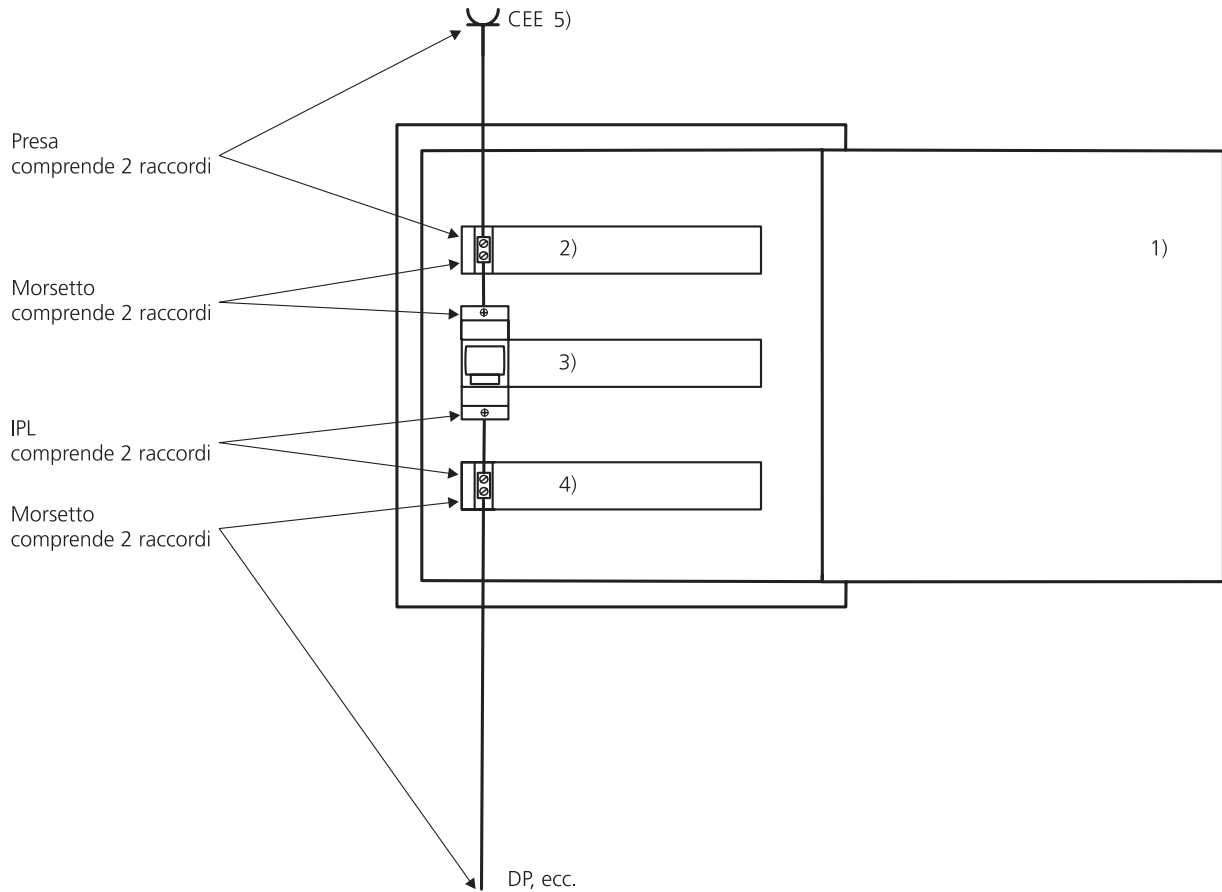 CEE 5)
Presa
comprende 2 raccordi
2)
1)
Morsetto
comprende 2 raccordi
3)
IPL
comprende 2 raccordi
4)
Morsetto
comprende 2 raccordi
DP, ecc.